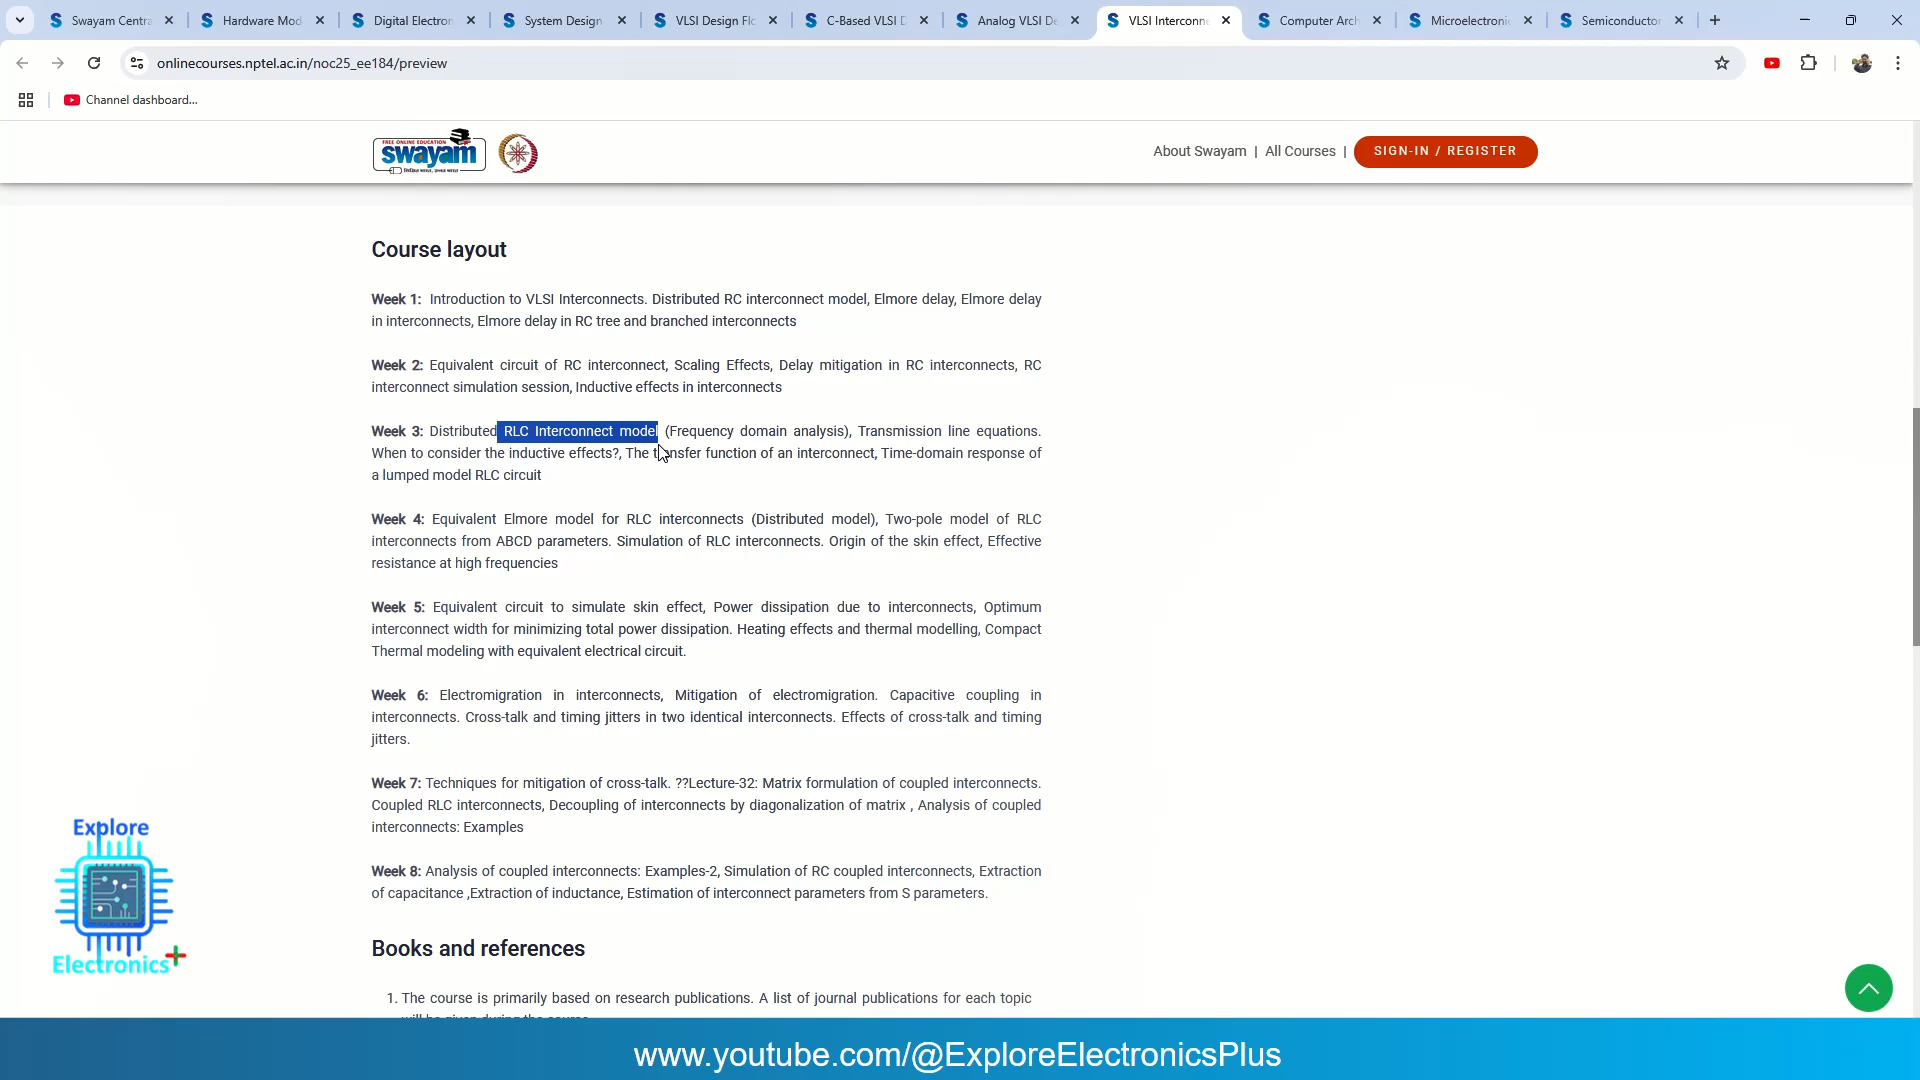 Swayam Centra
Hardware Mod
Digital Electron
System Design
VLSI Design Flo
C-Based VLSI D
Analog VLSI De
VLSI Interconne
Computer Arch
Microelectronic
Semiconductor
onlinecourses.nptel.ac.in/noc25_ee184/preview
Channel dashboard...
FREE ONLINE EDUCATION
swayam
About Swayam | All Courses |
SIGN-IN / REGISTER
Course layout
Week 1: Introduction to VLSI Interconnects. Distributed RC interconnect model, Elmore delay, Elmore delay
in interconnects, Elmore delay in RC tree and branched interconnects
Week 2: Equivalent circuit of RC interconnect, Scaling Effects, Delay mitigation in RC interconnects, RC
interconnect simulation session, Inductive effects in interconnects
Week 3: Distributed RLC Interconnect model (Frequency domain analysis), Transmission line equations.
When to consider the inductive effects?, The transfer function of an interconnect, Time-domain response of
a lumped model RLC circuit
Week 4: Equivalent Elmore model for RLC interconnects (Distributed model), Two-pole model of RLC
interconnects from ABCD parameters. Simulation of RLC interconnects. Origin of the skin effect, Effective
resistance at high frequencies
Week 5: Equivalent circuit to simulate skin effect, Power dissipation due to interconnects, Optimum
interconnect width for minimizing total power dissipation. Heating effects and thermal modelling, Compact
Thermal modeling with equivalent electrical circuit.
Week 6: Electromigration in interconnects, Mitigation of electromigration. Capacitive coupling in
interconnects. Cross-talk and timing jitters in two identical interconnects. Effects of cross-talk and timing
jitters.
Week 7: Techniques for mitigation of cross-talk. ??Lecture-32: Matrix formulation of coupled interconnects.
Coupled RLC interconnects, Decoupling of interconnects by diagonalization of matrix , Analysis of coupled
interconnects: Examples
Week 8: Analysis of coupled interconnects: Examples-2, Simulation of RC coupled interconnects, Extraction
of capacitance ,Extraction of inductance, Estimation of interconnect parameters from S parameters.
Books and references
1. The course is primarily based on research publications. A list of journal publications for each topic
will be given during the course
Explore
Electronics+
www.youtube.com/@ExploreElectronicsPlus